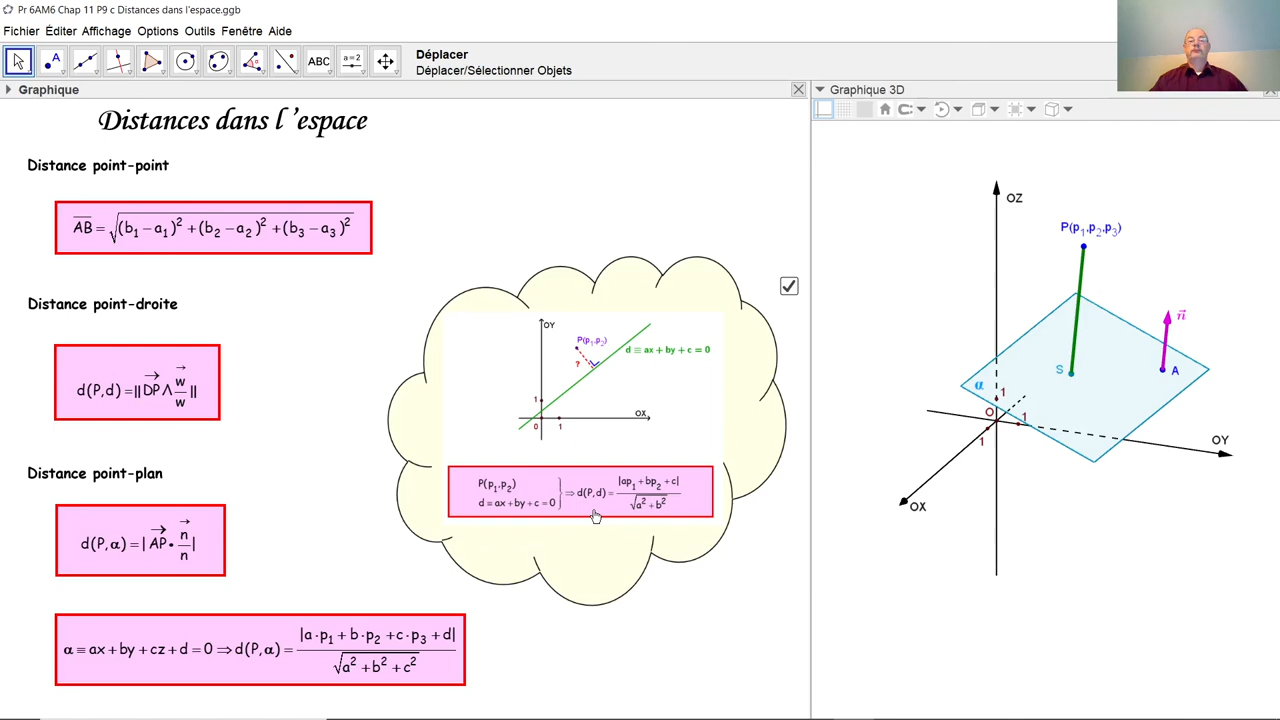 Pr 6AM6 Chap 11 P9 c Distances dans l'espace.ggb
Fichier Éditer Affichage Options Outils Fenêtre Aide
A ABC a=2
Déplacer
Déplacer/Sélectionner Objets
Graphique
Graphique 3D
Distances dans l'espace
Distance point-point
AB = √(b₁ − a₁)² + (b₂ − a₂)² + (b₃ − a₃)²
Distance point-droite
d(P,d) = ||DP ∧ w/w||
Distance point-plan
d(P,α) = |AP • n/n|
α ≡ ax + by + cz + d = 0 ⇒ d(P,α) = |a·p₁ + b·p₂ + c·p₃ + d| / √a² + b² + c²
OY
P(p₁,p₂)
d ≡ ax + by + c = 0
?
1
OX
0 1
P(p₁,p₂)
d ≡ ax + by + c = 0 } ⇒ d(P,d) = |ap₁ + bp₂ + c| / √a² + b²
OZ
P(p₁,p₂,p₃)
n
S
A
α
1
O
1
1
OY
OX